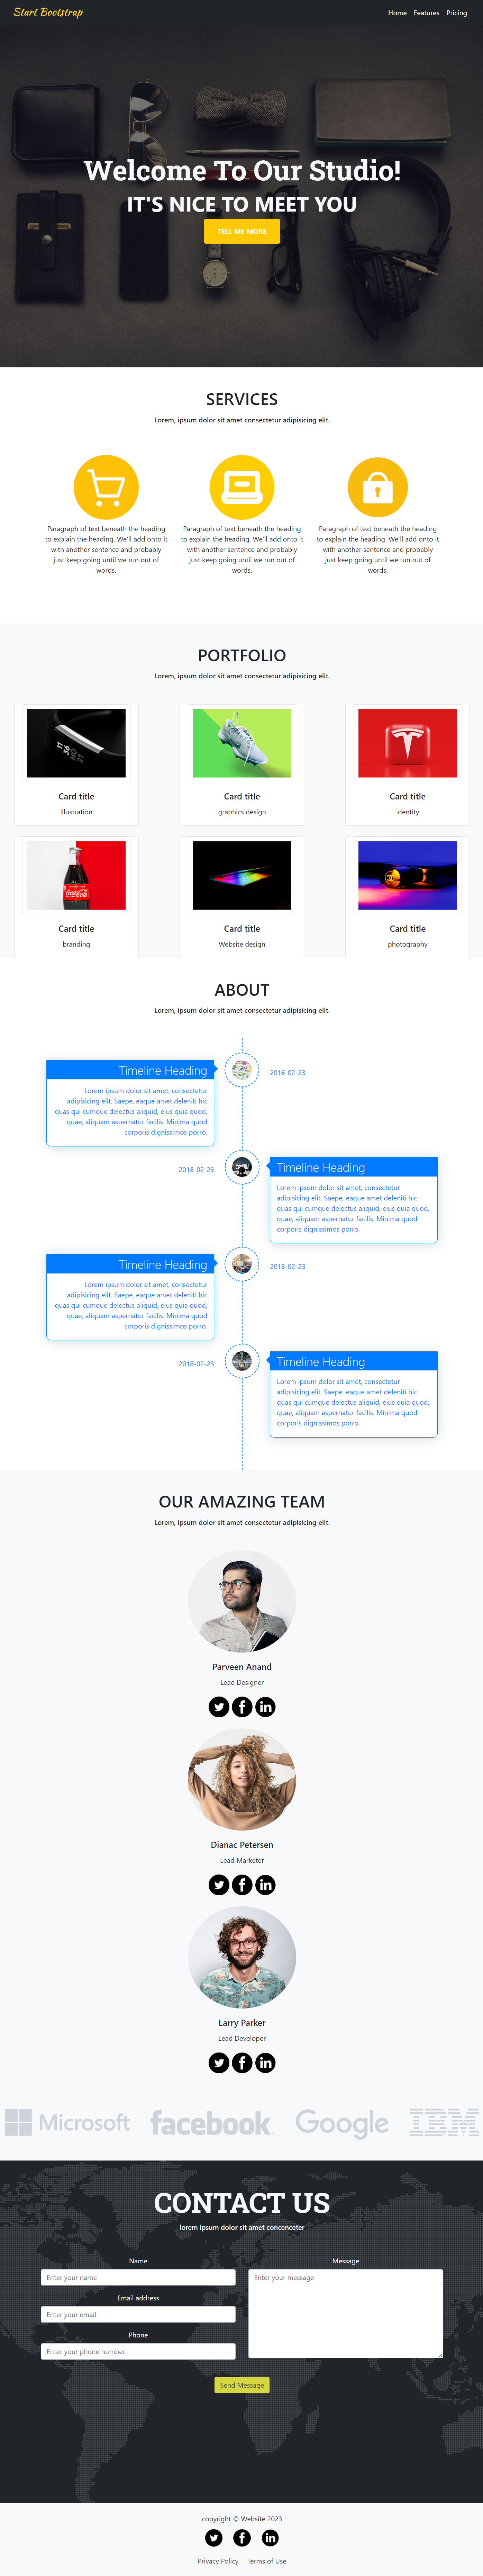 Start Bootstrap
Home Features Pricing
Welcome To Our Studio!
IT'S NICE TO MEET YOU
TELL ME MORE
SERVICES
Lorem, ipsum dolor sit amet consectetur adipisicing elit.
Paragraph of text beneath the heading
to explain the heading. We'll add onto it
with another sentence and probably
just keep going until we run out of
words.
Paragraph of text beneath the heading
to explain the heading. We'll add onto it
with another sentence and probably
just keep going until we run out of
words.
Paragraph of text beneath the heading
to explain the heading. We'll add onto it
with another sentence and probably
just keep going until we run out of
words.
PORTFOLIO
Lorem, ipsum dolor sit amet consectetur adipisicing elit.
Card title
illustration
Card title
graphics design
Card title
identity
Coca-Cola
Card title
branding
Card title
Website design
Card title
photography
ABOUT
Lorem, ipsum dolor sit amet consectetur adipisicing elit.
Timeline Heading
Lorem ipsum dolor sit amet, consectetur
adipisicing elit. Saepe, eaque amet deleniti hic
quas qui cumque delectus aliquid, eius quia quod,
quae, aliquam aspernatur facilis. Minima quod
corporis dignissimos porro.
2018-02-23
2018-02-23
Timeline Heading
Lorem ipsum dolor sit amet, consectetur
adipisicing elit. Saepe, eaque amet deleniti hic
quas qui cumque delectus aliquid, eius quia quod,
quae, aliquam aspernatur facilis. Minima quod
corporis dignissimos porro.
Timeline Heading
Lorem ipsum dolor sit amet, consectetur
adipisicing elit. Saepe, eaque amet deleniti hic
quas qui cumque delectus aliquid, eius quia quod,
quae, aliquam aspernatur facilis. Minima quod
corporis dignissimos porro.
2018-02-23
2018-02-23
Timeline Heading
Lorem ipsum dolor sit amet, consectetur
adipisicing elit. Saepe, eaque amet deleniti hic
quas qui cumque delectus aliquid, eius quia quod,
quae, aliquam aspernatur facilis. Minima quod
corporis dignissimos porro.
OUR AMAZING TEAM
Lorem, ipsum dolor sit amet consectetur adipisicing elit.
Parveen Anand
Lead Designer
Dianac Petersen
Lead Marketer
Larry Parker
Lead Developer
Microsoft facebook Google IBM
CONTACT US
lorem ipsum dolor sit amet concenceter
Name
Enter your name
Email address
Enter your email
Phone
Enter your phone number
Message
Enter your message
Send Message
copyright © Website 2023
Privacy Policy Terms of Use